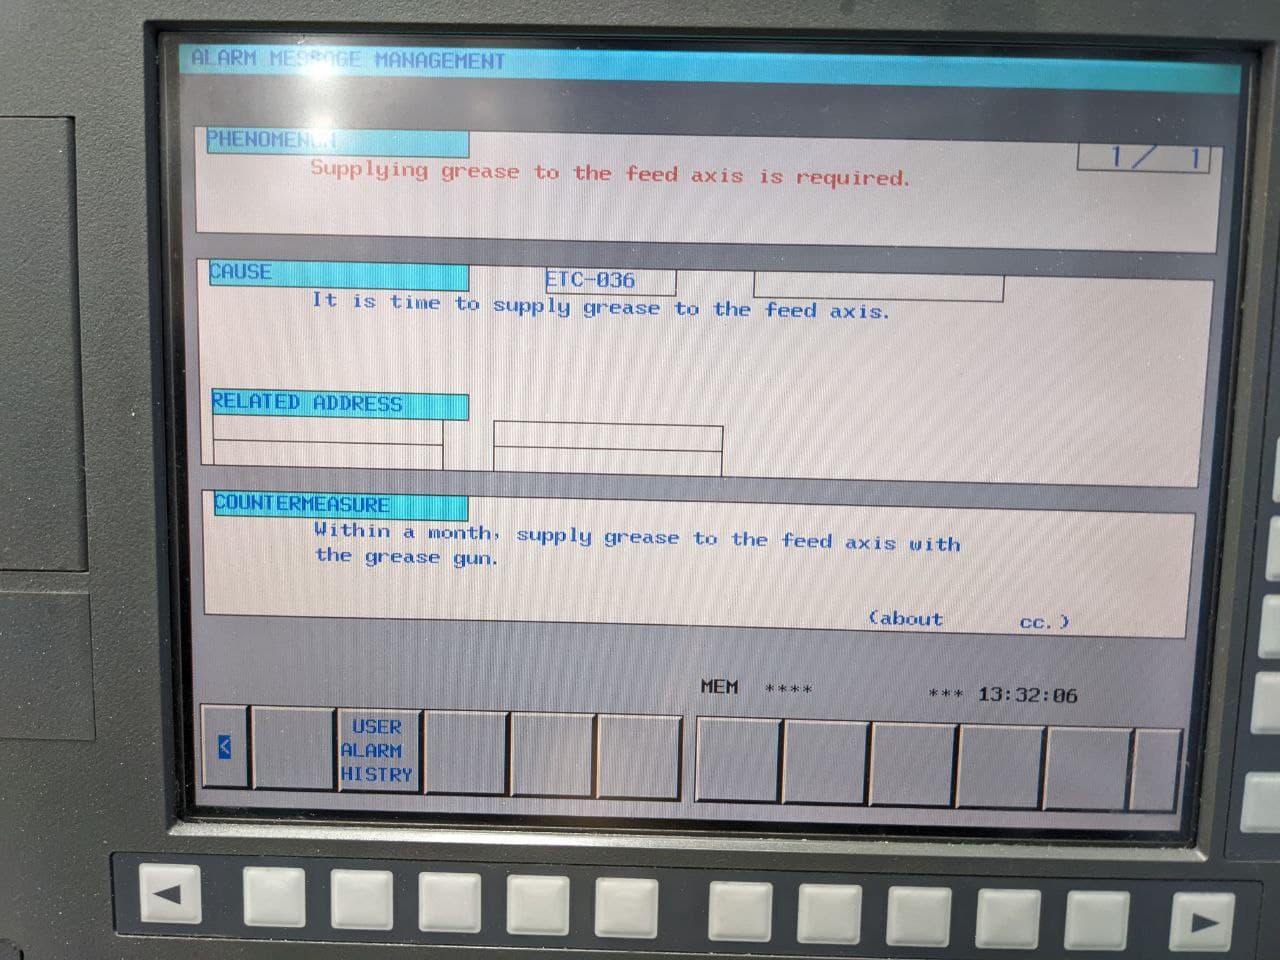 ALARM MESSAGE MANAGEMENT
PHENOMENON
1/ 1
Supplying grease to the feed axis is required.
CAUSE
ETC-036
It is time to supply grease to the feed axis.
RELATED ADDRESS
COUNTERMEASURE
Within a month, supply grease to the feed axis with
the grease gun.
(about cc.)
MEM **** *** 13:32:06
<
USER
ALARM
HISTRY